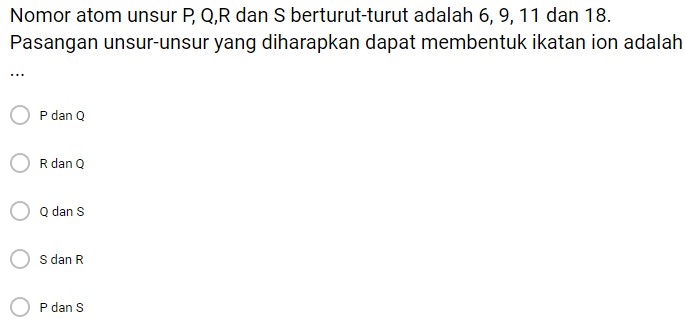 Nomor atom unsur P, Q,R dan S berturut-turut adalah 6, 9, 11 dan 18.
Pasangan unsur-unsur yang diharapkan dapat membentuk ikatan ion adalah
...
P dan Q
R dan Q
Q dan S
S dan R
P dan S